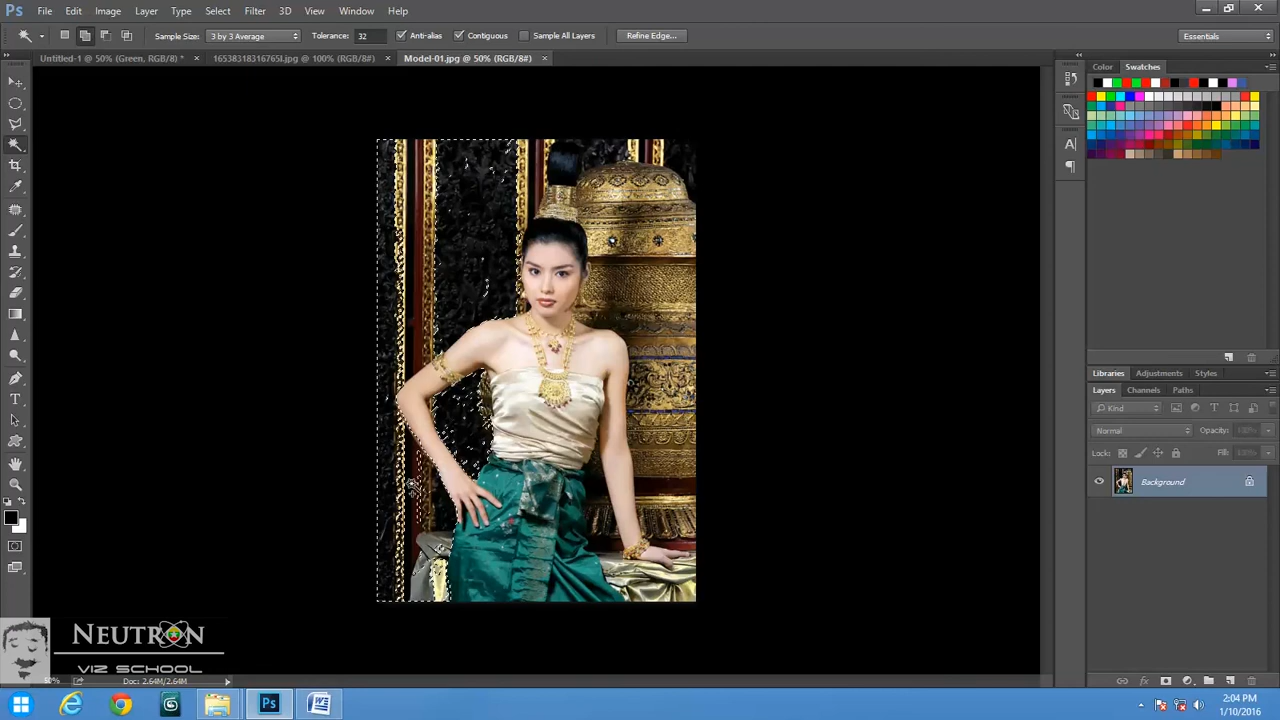 Ps File Edit Image Layer Type Select Filter 3D View Window Help
Sample Size: 3 by 3 Average Tolerance: 32 Anti-alias Contiguous Sample All Layers Refine Edge... Essentials
Untitled-1 @ 50% (Green, RGB/8) * × 16538318316765l.jpg @ 100% (RGB/8#) × Model-01.jpg @ 50% (RGB/8#) ×
Color Swatches
Libraries Adjustments Styles
Layers Channels Paths
Kind
Normal Opacity:
Lock: Fill:
Background
NEUTRON
VIZ SCHOOL
50% Doc: 2.64M/2.64M
Ps
2:04 PM
1/10/2016